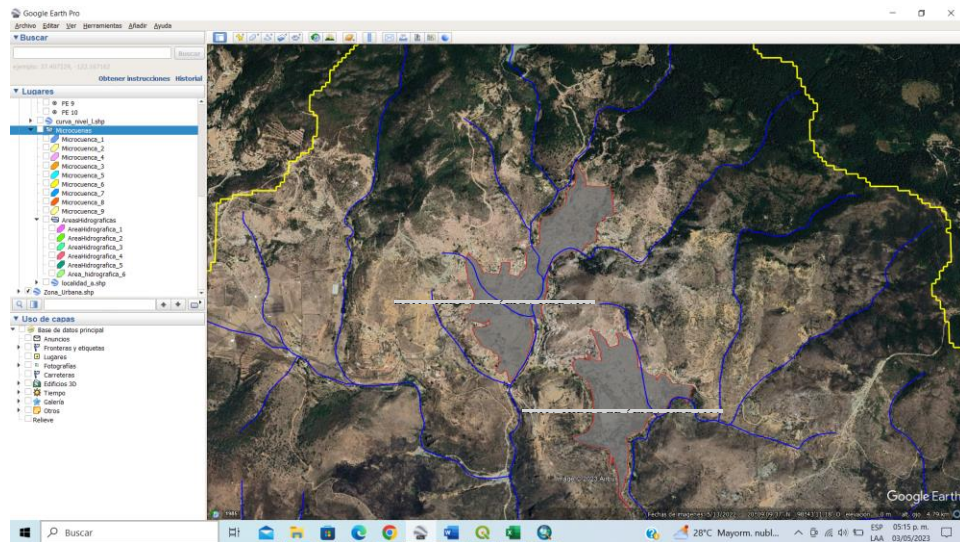 Google Earth Pro
Archivo Editar Ver Herramientas Añadir Ayuda
▼ Buscar
Buscar
Obtener instrucciones Historial
▼ Lugares
PE 9
PE 10
curva_nivel_l.shp
Microcuenas
Microcuenca_1
Microcuenca_2
Microcuenca_4
Microcuenca_3
Microcuenca_5
Microcuenca_6
Microcuenca_7
Microcuenca_8
Microcuenca_9
AreasHidrograficas
AreaHidrografica_1
AreaHidrografica_2
AreaHidrografica_3
AreaHidrografica_4
AreaHidrografica_5
Area_hidrografica_6
localidad_a.shp
Zona_Urbana.shp
▼ Uso de capas
Base de datos principal
Anuncios
Fronteras y etiquetas
Lugares
Fotografías
Carreteras
Edificios 3D
Tiempo
Galería
Otros
Relieve
Google Earth
1985
Buscar
28°C Mayorm. nubl...
ESP
LAA
05:15 p. m.
03/05/2023